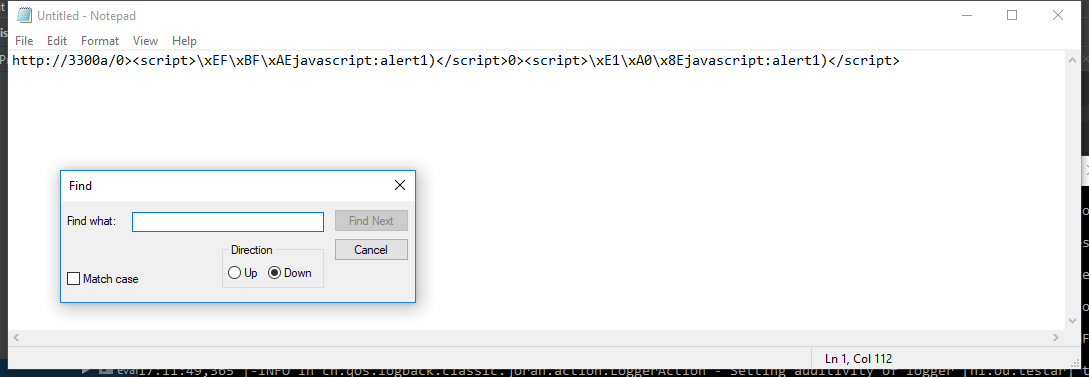 Untitled - Notepad
File Edit Format View Help
http://3300a/0><script>\xEF\xBF\xAEjavascript:alert1)</script>0><script>\xE1\xA0\x8Ejavascript:alert1)</script>
Find
Find what:
Find Next
Cancel
Direction
Up Down
Match case
Ln 1, Col 112
17:11:49,365 |-INFO in ch.qos.logback.classic.joran.action.LoggerAction - Setting additivity of logger [nl.ou.testar]